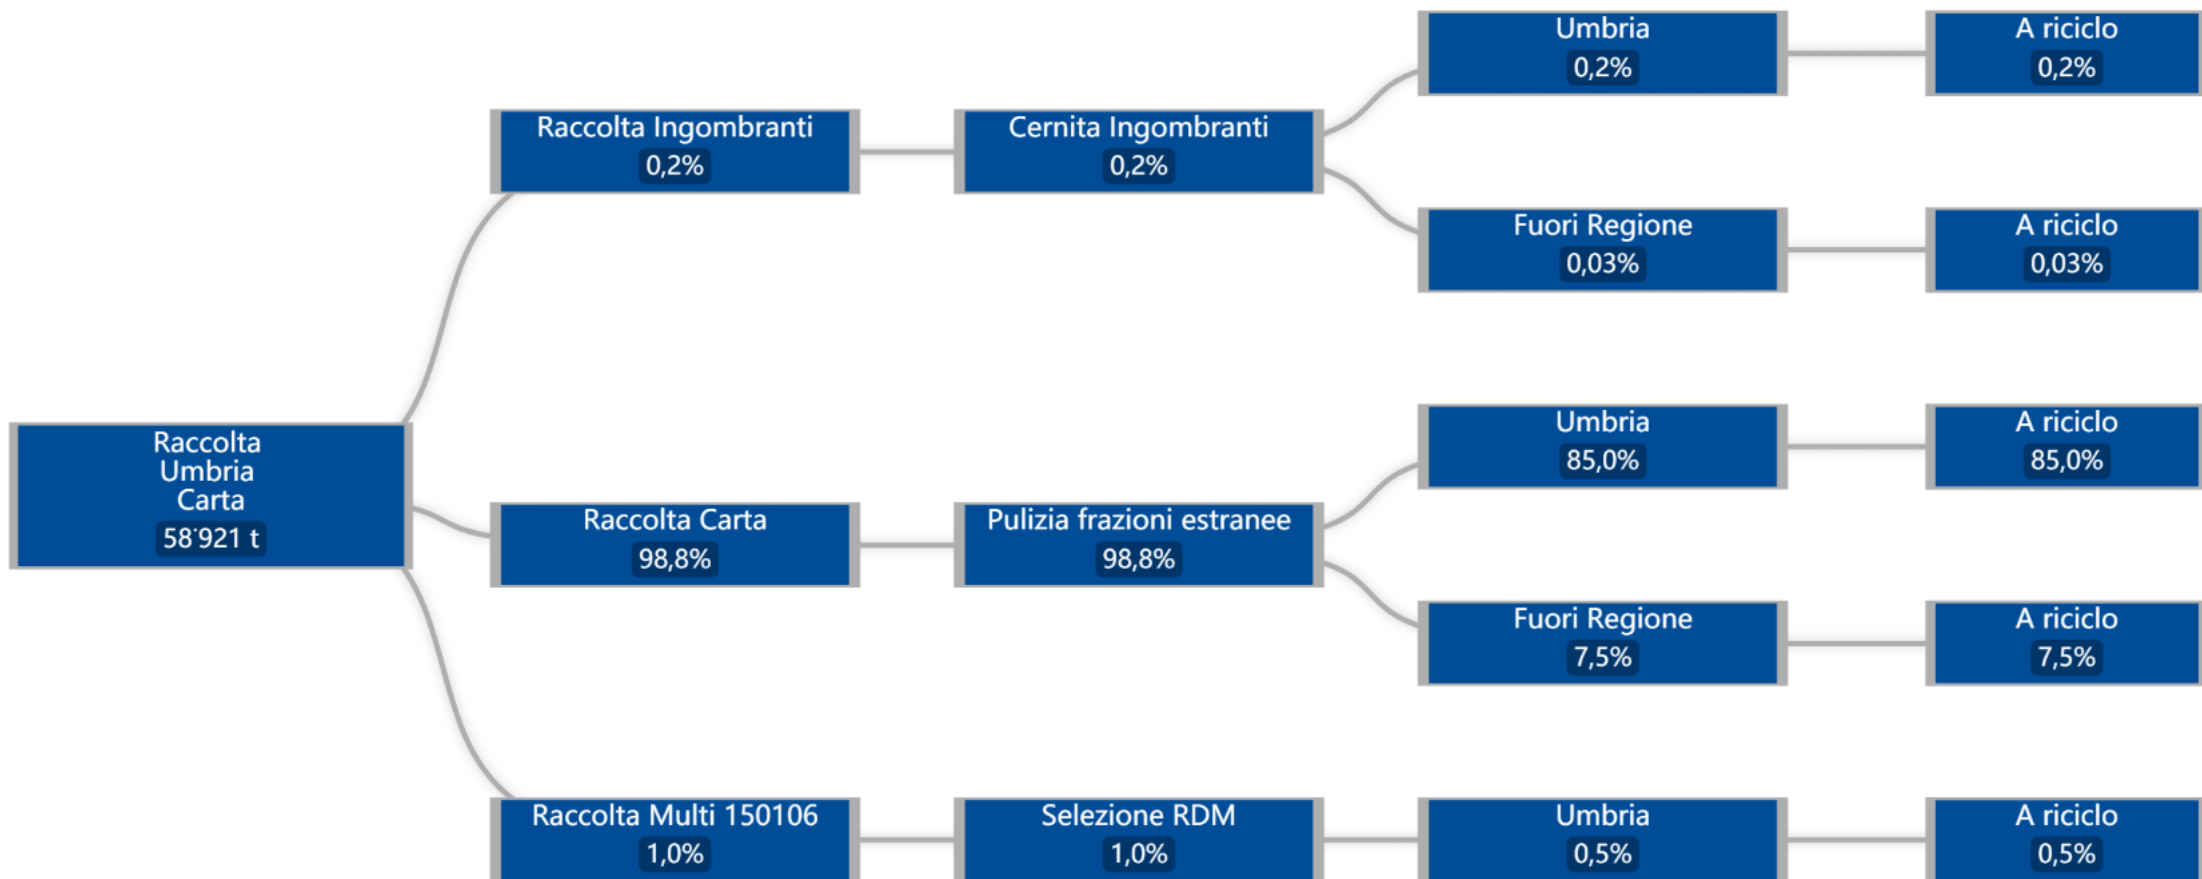 Raccolta
Umbria
Carta
58'921 t
Raccolta Ingombranti
0,2%
Cernita Ingombranti
0,2%
Umbria
0,2%
A riciclo
0,2%
Fuori Regione
0,03%
A riciclo
0,03%
Raccolta Carta
98,8%
Pulizia frazioni estranee
98,8%
Umbria
85,0%
A riciclo
85,0%
Fuori Regione
7,5%
A riciclo
7,5%
Raccolta Multi 150106
1,0%
Selezione RDM
1,0%
Umbria
0,5%
A riciclo
0,5%